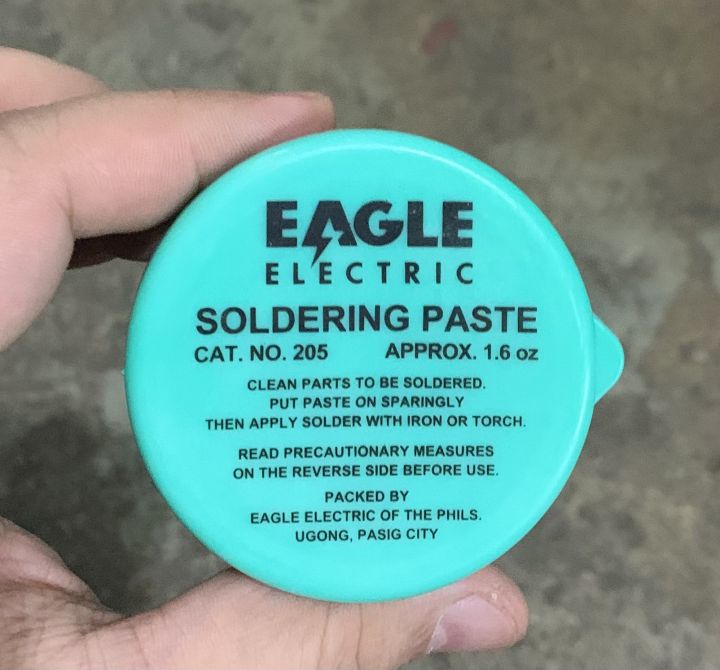 EAGLE
ELECTRIC
SOLDERING PASTE
CAT. NO. 205 APPROX. 1.6 oz
CLEAN PARTS TO BE SOLDERED.
PUT PASTE ON SPARINGLY
THEN APPLY SOLDER WITH IRON OR TORCH.
READ PRECAUTIONARY MEASURES
ON THE REVERSE SIDE BEFORE USE.
PACKED BY
EAGLE ELECTRIC OF THE PHILS.
UGONG, PASIG CITY